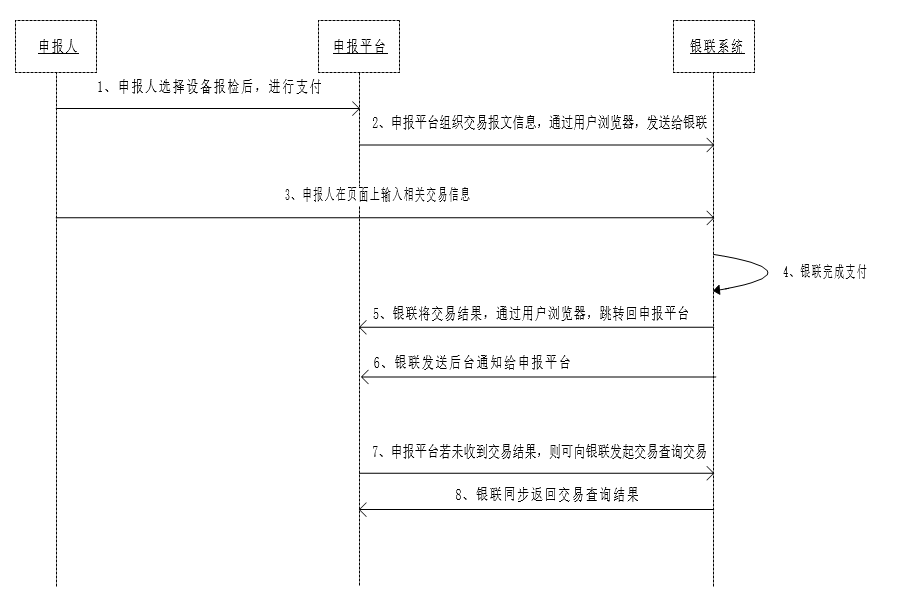 申报人
申报平台
银联系统
1、申报人选择设备报检后，进行支付
2、申报平台组织交易报文信息，通过用户浏览器，发送给银联
3、申报人在页面上输入相关交易信息
4、银联完成支付
5、银联将交易结果，通过用户浏览器，跳转回申报平台
6、银联发送后台通知给申报平台
7、申报平台若未收到交易结果，则可向银联发起交易查询交易
8、银联同步返回交易查询结果